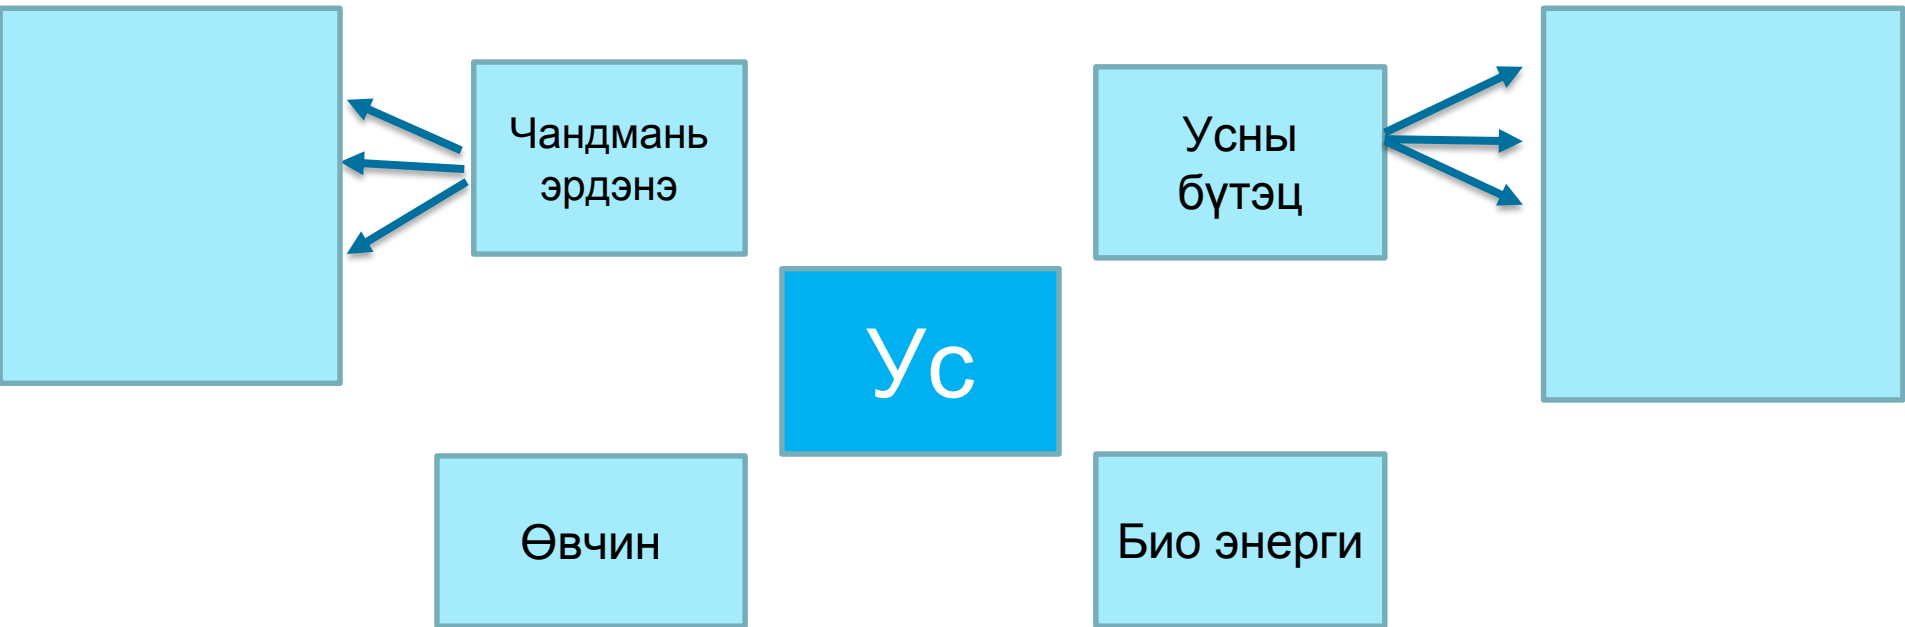 Чандмань
эрдэнэ
Усны
бүтэц
Ус
Өвчин
Био энерги